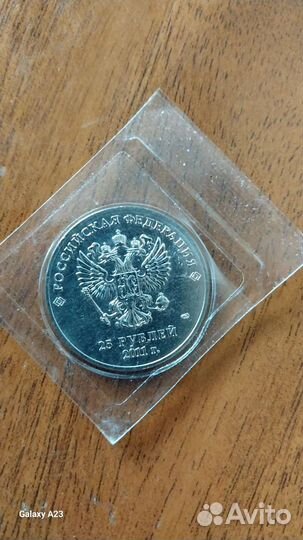 РОССИЙСКАЯ ФЕДЕРАЦИЯ
25 РУБЛЕЙ
2011 г.
Galaxy A23
Avito